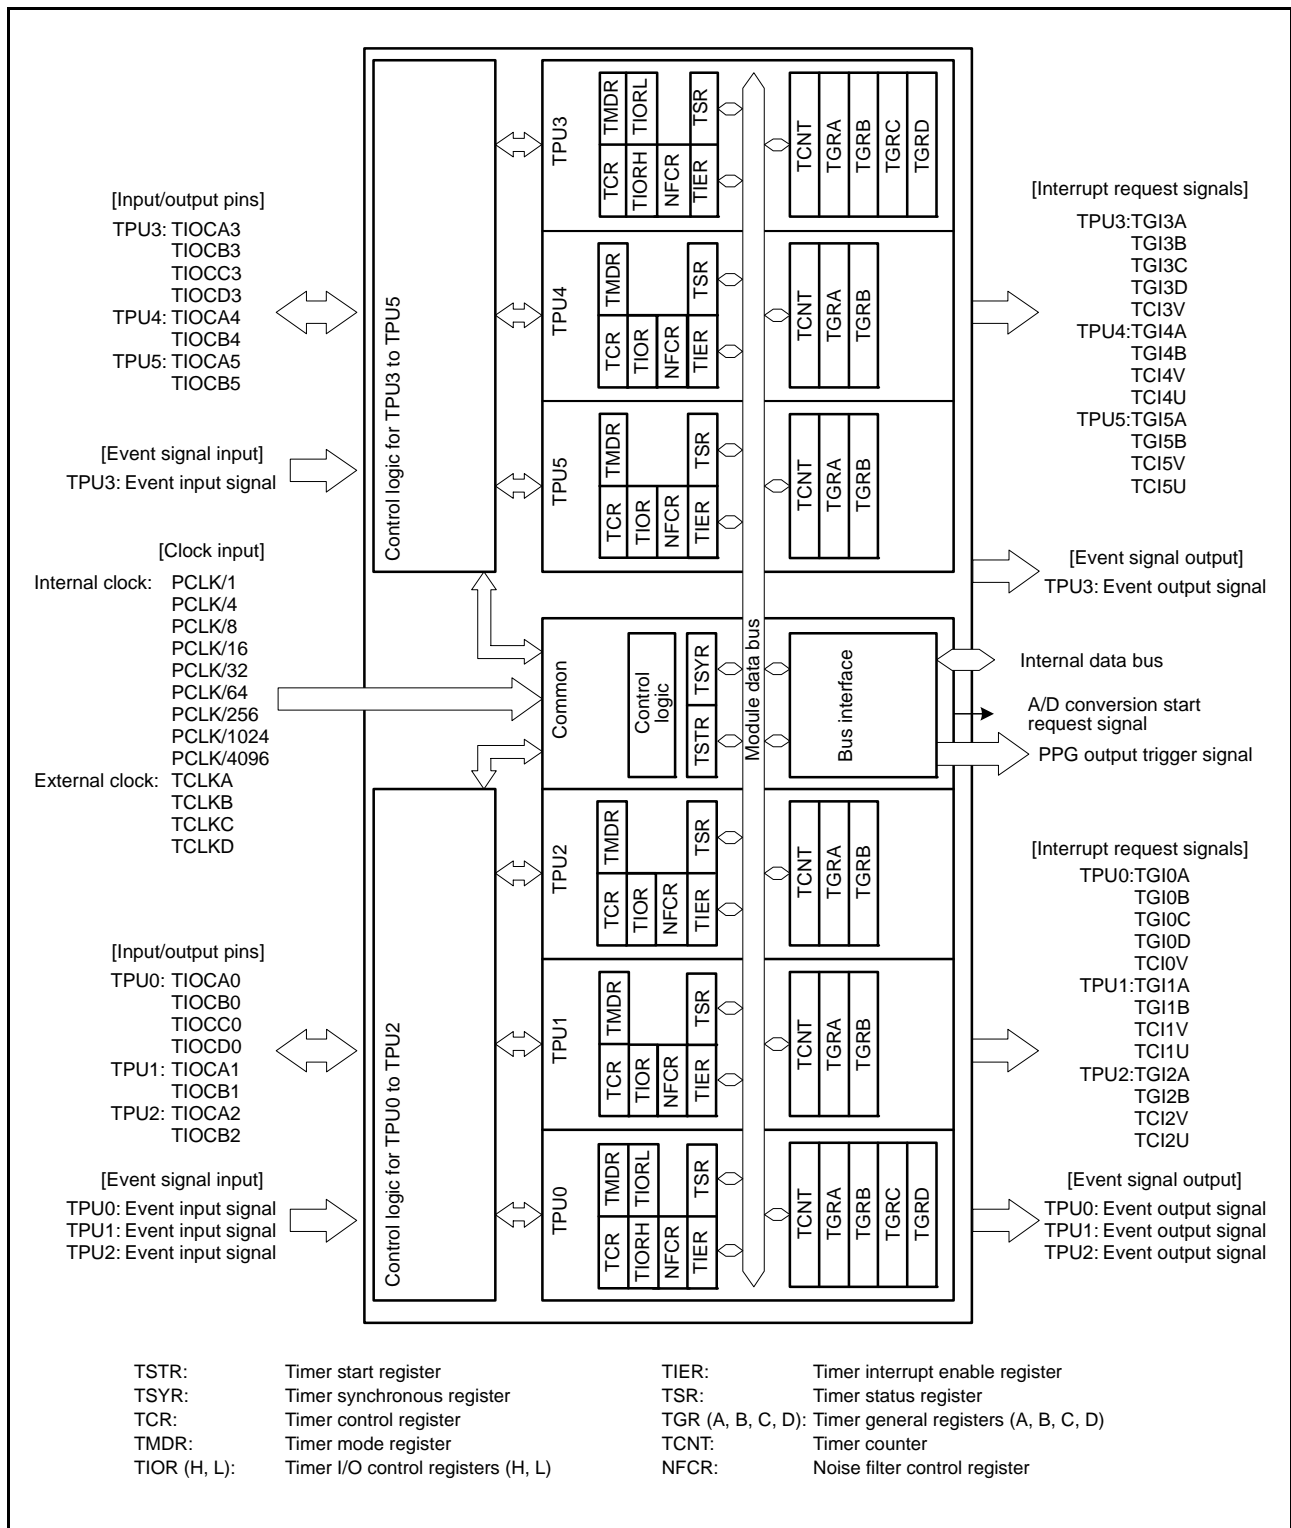 [Input/output pins]
TPU3: TIOCA3
TIOCB3
TIOCC3
TIOCD3
TPU4: TIOCA4
TIOCB4
TPU5: TIOCA5
TIOCB5
[Event signal input]
TPU3: Event input signal
[Clock input]
Internal clock: PCLK/1
PCLK/4
PCLK/8
PCLK/16
PCLK/32
PCLK/64
PCLK/256
PCLK/1024
PCLK/4096
External clock: TCLKA
TCLKB
TCLKC
TCLKD
[Input/output pins]
TPU0: TIOCA0
TIOCB0
TIOCC0
TIOCD0
TPU1: TIOCA1
TIOCB1
TPU2: TIOCA2
TIOCB2
[Event signal input]
TPU0: Event input signal
TPU1: Event input signal
TPU2: Event input signal
Control logic for TPU3 to TPU5
Control logic for TPU0 to TPU2
TPU3
TMDR
TIORL
TSR
TCR
TIORH
NFCR
TIER
TCNT
TGRA
TGRB
TGRC
TGRD
TPU4
TMDR
TSR
TCR
TIOR
NFCR
TIER
TCNT
TGRA
TGRB
TPU5
TMDR
TSR
TCR
TIOR
NFCR
TIER
TCNT
TGRA
TGRB
Common
Control
logic
TSYR
TSTR
Module data bus
Bus interface
TPU2
TMDR
TSR
TCR
TIOR
NFCR
TIER
TCNT
TGRA
TGRB
TPU1
TMDR
TSR
TCR
TIOR
NFCR
TIER
TCNT
TGRA
TGRB
TPU0
TMDR
TIORL
TSR
TCR
TIORH
NFCR
TIER
TCNT
TGRA
TGRB
TGRC
TGRD
[Interrupt request signals]
TPU3:TGI3A
TGI3B
TGI3C
TGI3D
TCI3V
TPU4:TGI4A
TGI4B
TCI4V
TCI4U
TPU5:TGI5A
TGI5B
TCI5V
TCI5U
[Event signal output]
TPU3: Event output signal
Internal data bus
A/D conversion start
request signal
PPG output trigger signal
[Interrupt request signals]
TPU0:TGI0A
TGI0B
TGI0C
TGI0D
TCI0V
TPU1:TGI1A
TGI1B
TCI1V
TCI1U
TPU2:TGI2A
TGI2B
TCI2V
TCI2U
[Event signal output]
TPU0: Event output signal
TPU1: Event output signal
TPU2: Event output signal
TSTR: Timer start register
TSYR: Timer synchronous register
TCR: Timer control register
TMDR: Timer mode register
TIOR (H, L): Timer I/O control registers (H, L)
TIER: Timer interrupt enable register
TSR: Timer status register
TGR (A, B, C, D): Timer general registers (A, B, C, D)
TCNT: Timer counter
NFCR: Noise filter control register